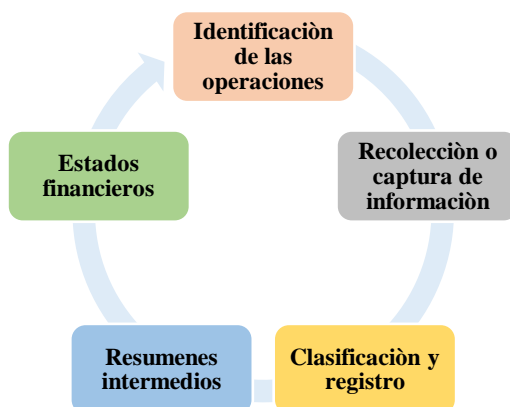 Identificaciòn
de las
operaciones
Recolecciòn o
captura de
informaciòn
Clasificaciòn y
registro
Resumenes
intermedios
Estados
financieros